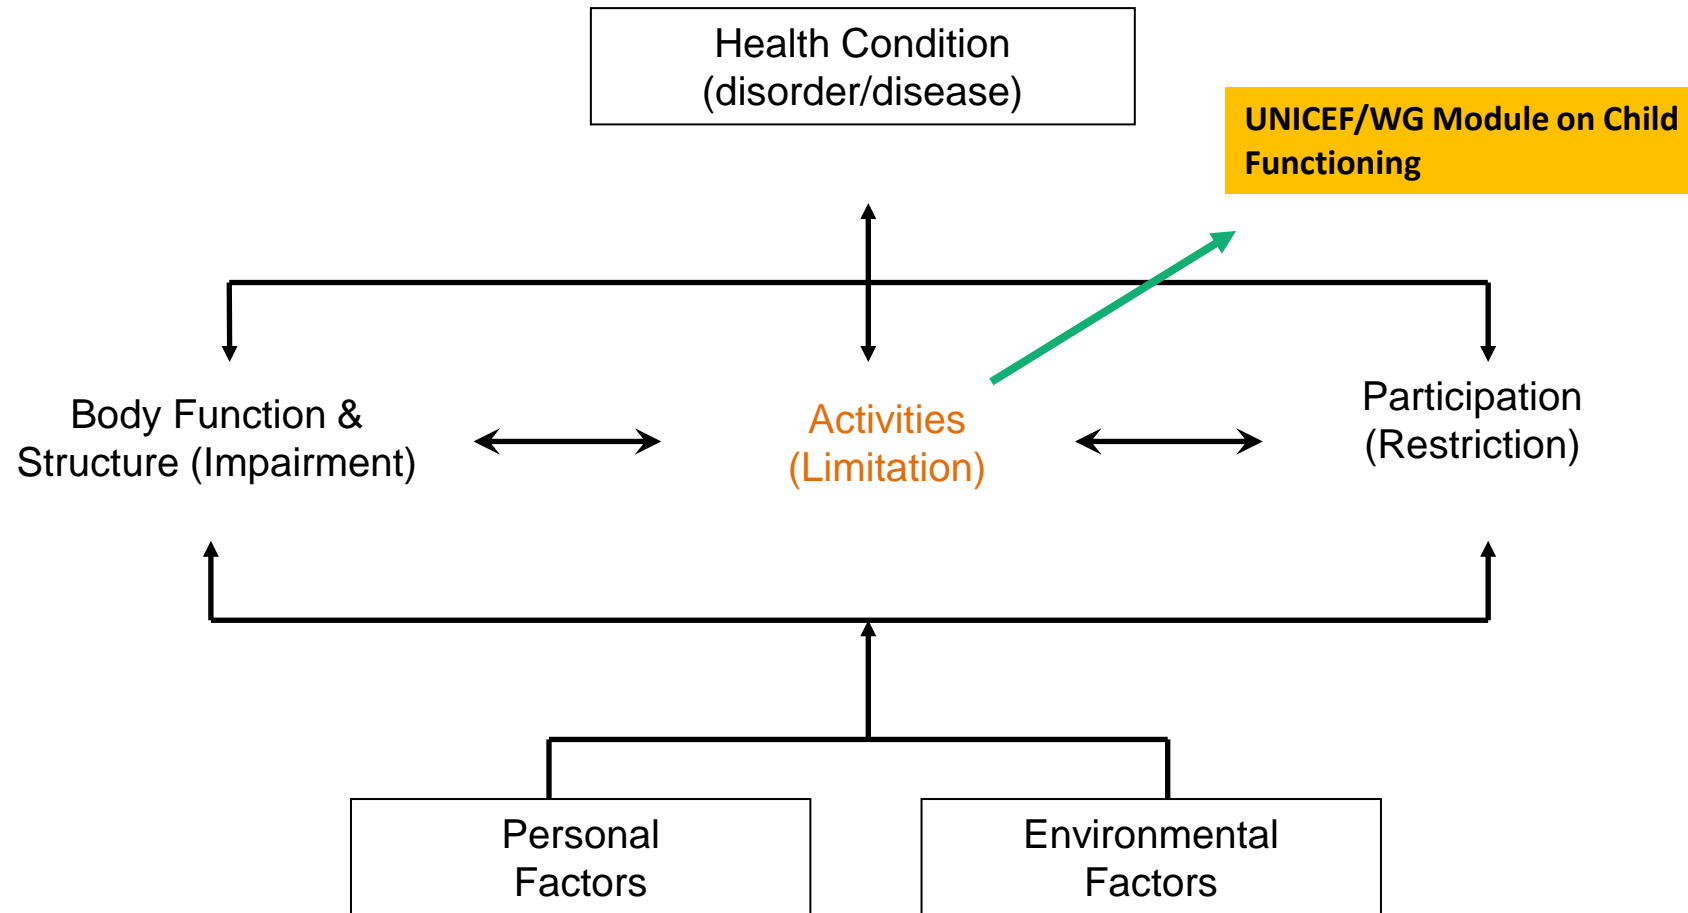 Health Condition
(disorder/disease)
UNICEF/WG Module on Child
Functioning
Body Function &
Structure (Impairment)
Activities
(Limitation)
Participation
(Restriction)
Personal
Factors
Environmental
Factors